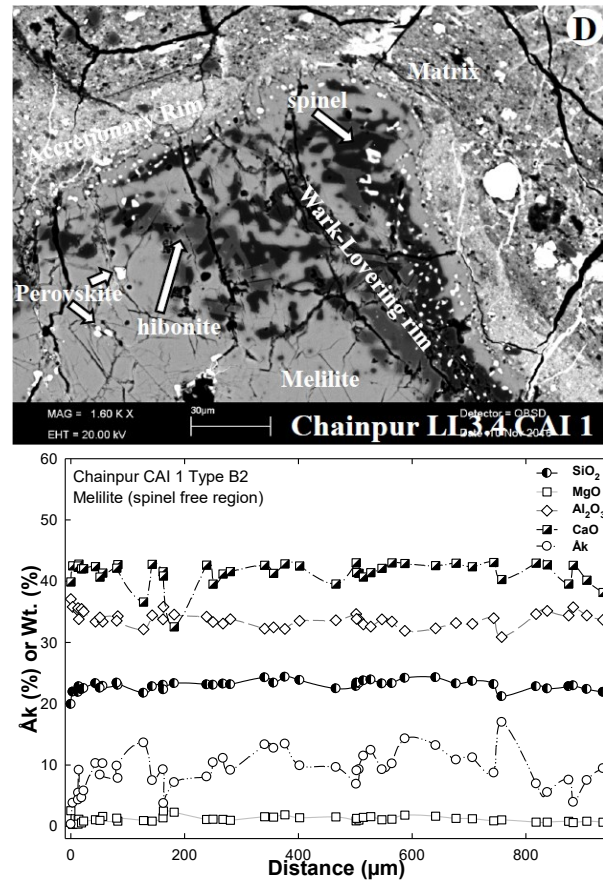 D
Matrix
spinel
Accretionary Rim
Wark-Lovering rim
Perovskite
hibonite
Melilite
MAG = 1.60 K X
EHT = 20.00 kV
30µm
Detector = QBSD
Chainpur LL3.4 CAI 1
60
50
40
30
20
10
0
Åk (%) or Wt. (%)
Chainpur CAI 1 Type B2
Melilite (spinel free region)
SiO2
MgO
Al2O3
CaO
Åk
0
200
400
600
800
Distance (µm)